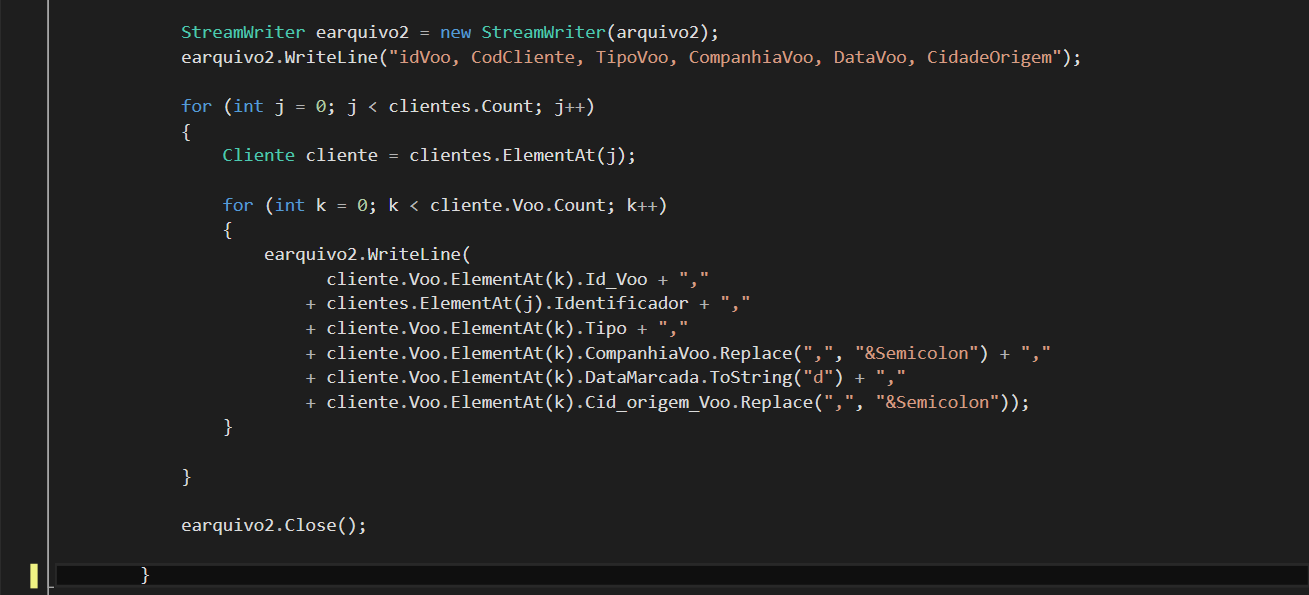 StreamWriter earquivo2 = new StreamWriter(arquivo2);
earquivo2.WriteLine("idVoo, CodCliente, TipoVoo, CompanhiaVoo, DataVoo, CidadeOrigem");
for (int j = 0; j < clientes.Count; j++)
{
Cliente cliente = clientes.ElementAt(j);
for (int k = 0; k < cliente.Voo.Count; k++)
{
earquivo2.WriteLine(
cliente.Voo.ElementAt(k).Id_Voo + ","
+ clientes.ElementAt(j).Identificador + ","
+ cliente.Voo.ElementAt(k).Tipo + ","
+ cliente.Voo.ElementAt(k).CompanhiaVoo.Replace(",", "&Semicolon") + ","
+ cliente.Voo.ElementAt(k).DataMarcada.ToString("d") + ","
+ cliente.Voo.ElementAt(k).Cid_origem_Voo.Replace(",", "&Semicolon"));
}
}
earquivo2.Close();
}